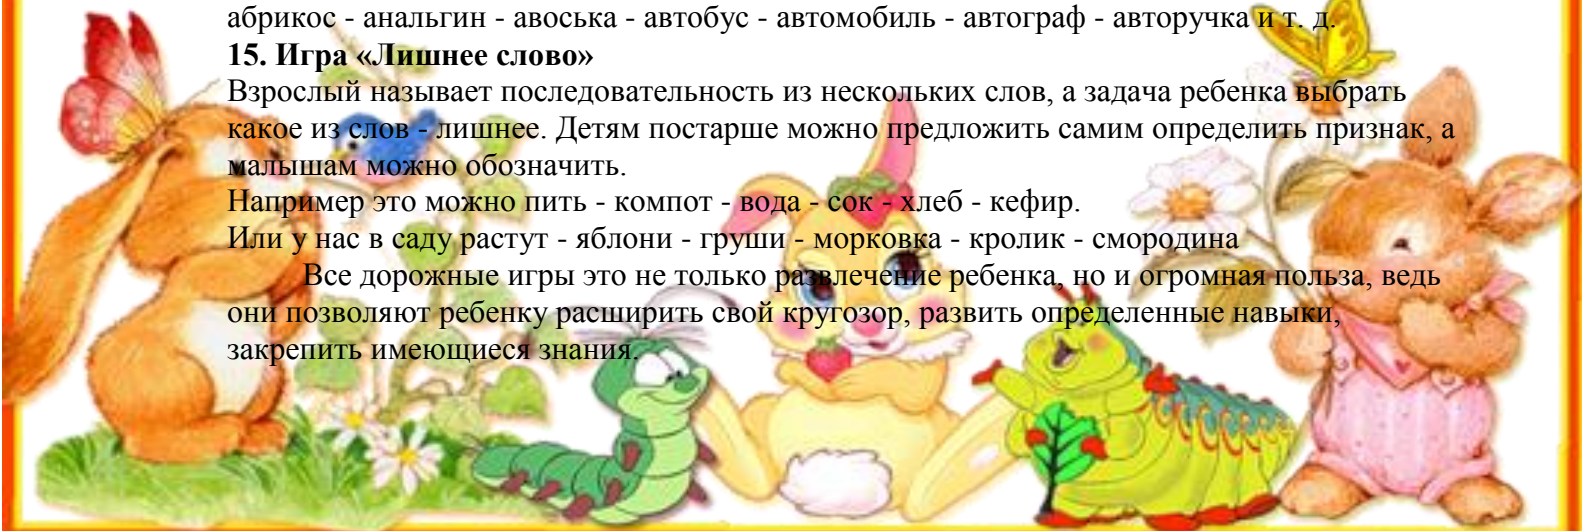 абрикос - анальгин - авоська - автобус - автомобиль - автограф - авторучка и т. д.
15. Игра «Лишнее слово»
Взрослый называет последовательность из нескольких слов, а задача ребенка выбрать
какое из слов - лишнее. Детям постарше можно предложить самим определить признак, а
малышам можно обозначить.
Например это можно пить - компот - вода - сок - хлеб - кефир.
Или у нас в саду растут - яблони - груши - морковка - кролик - смородина
Все дорожные игры это не только развлечение ребенка, но и огромная польза, ведь
они позволяют ребенку расширить свой кругозор, развить определенные навыки,
закрепить имеющиеся знания.